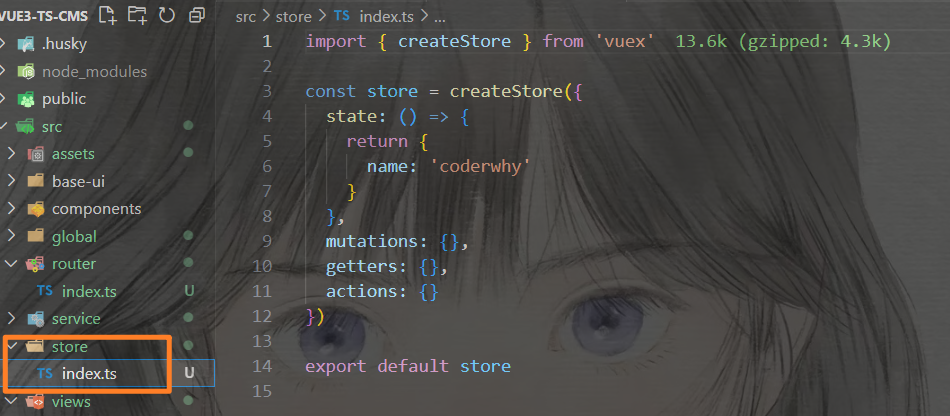 VUE3-TS-CMS
.husky
node_modules
public
src
assets
base-ui
components
global
router
TS index.ts U
service
store
TS index.ts U
views
src > store > TS index.ts > ...
1 import { createStore } from 'vuex' 13.6k (gzipped: 4.3k)
2
3 const store = createStore({
4 state: () => {
5 return {
6 name: 'coderwhy'
7 }
8 },
9 mutations: {},
10 getters: {},
11 actions: {}
12 })
13
14 export default store
15